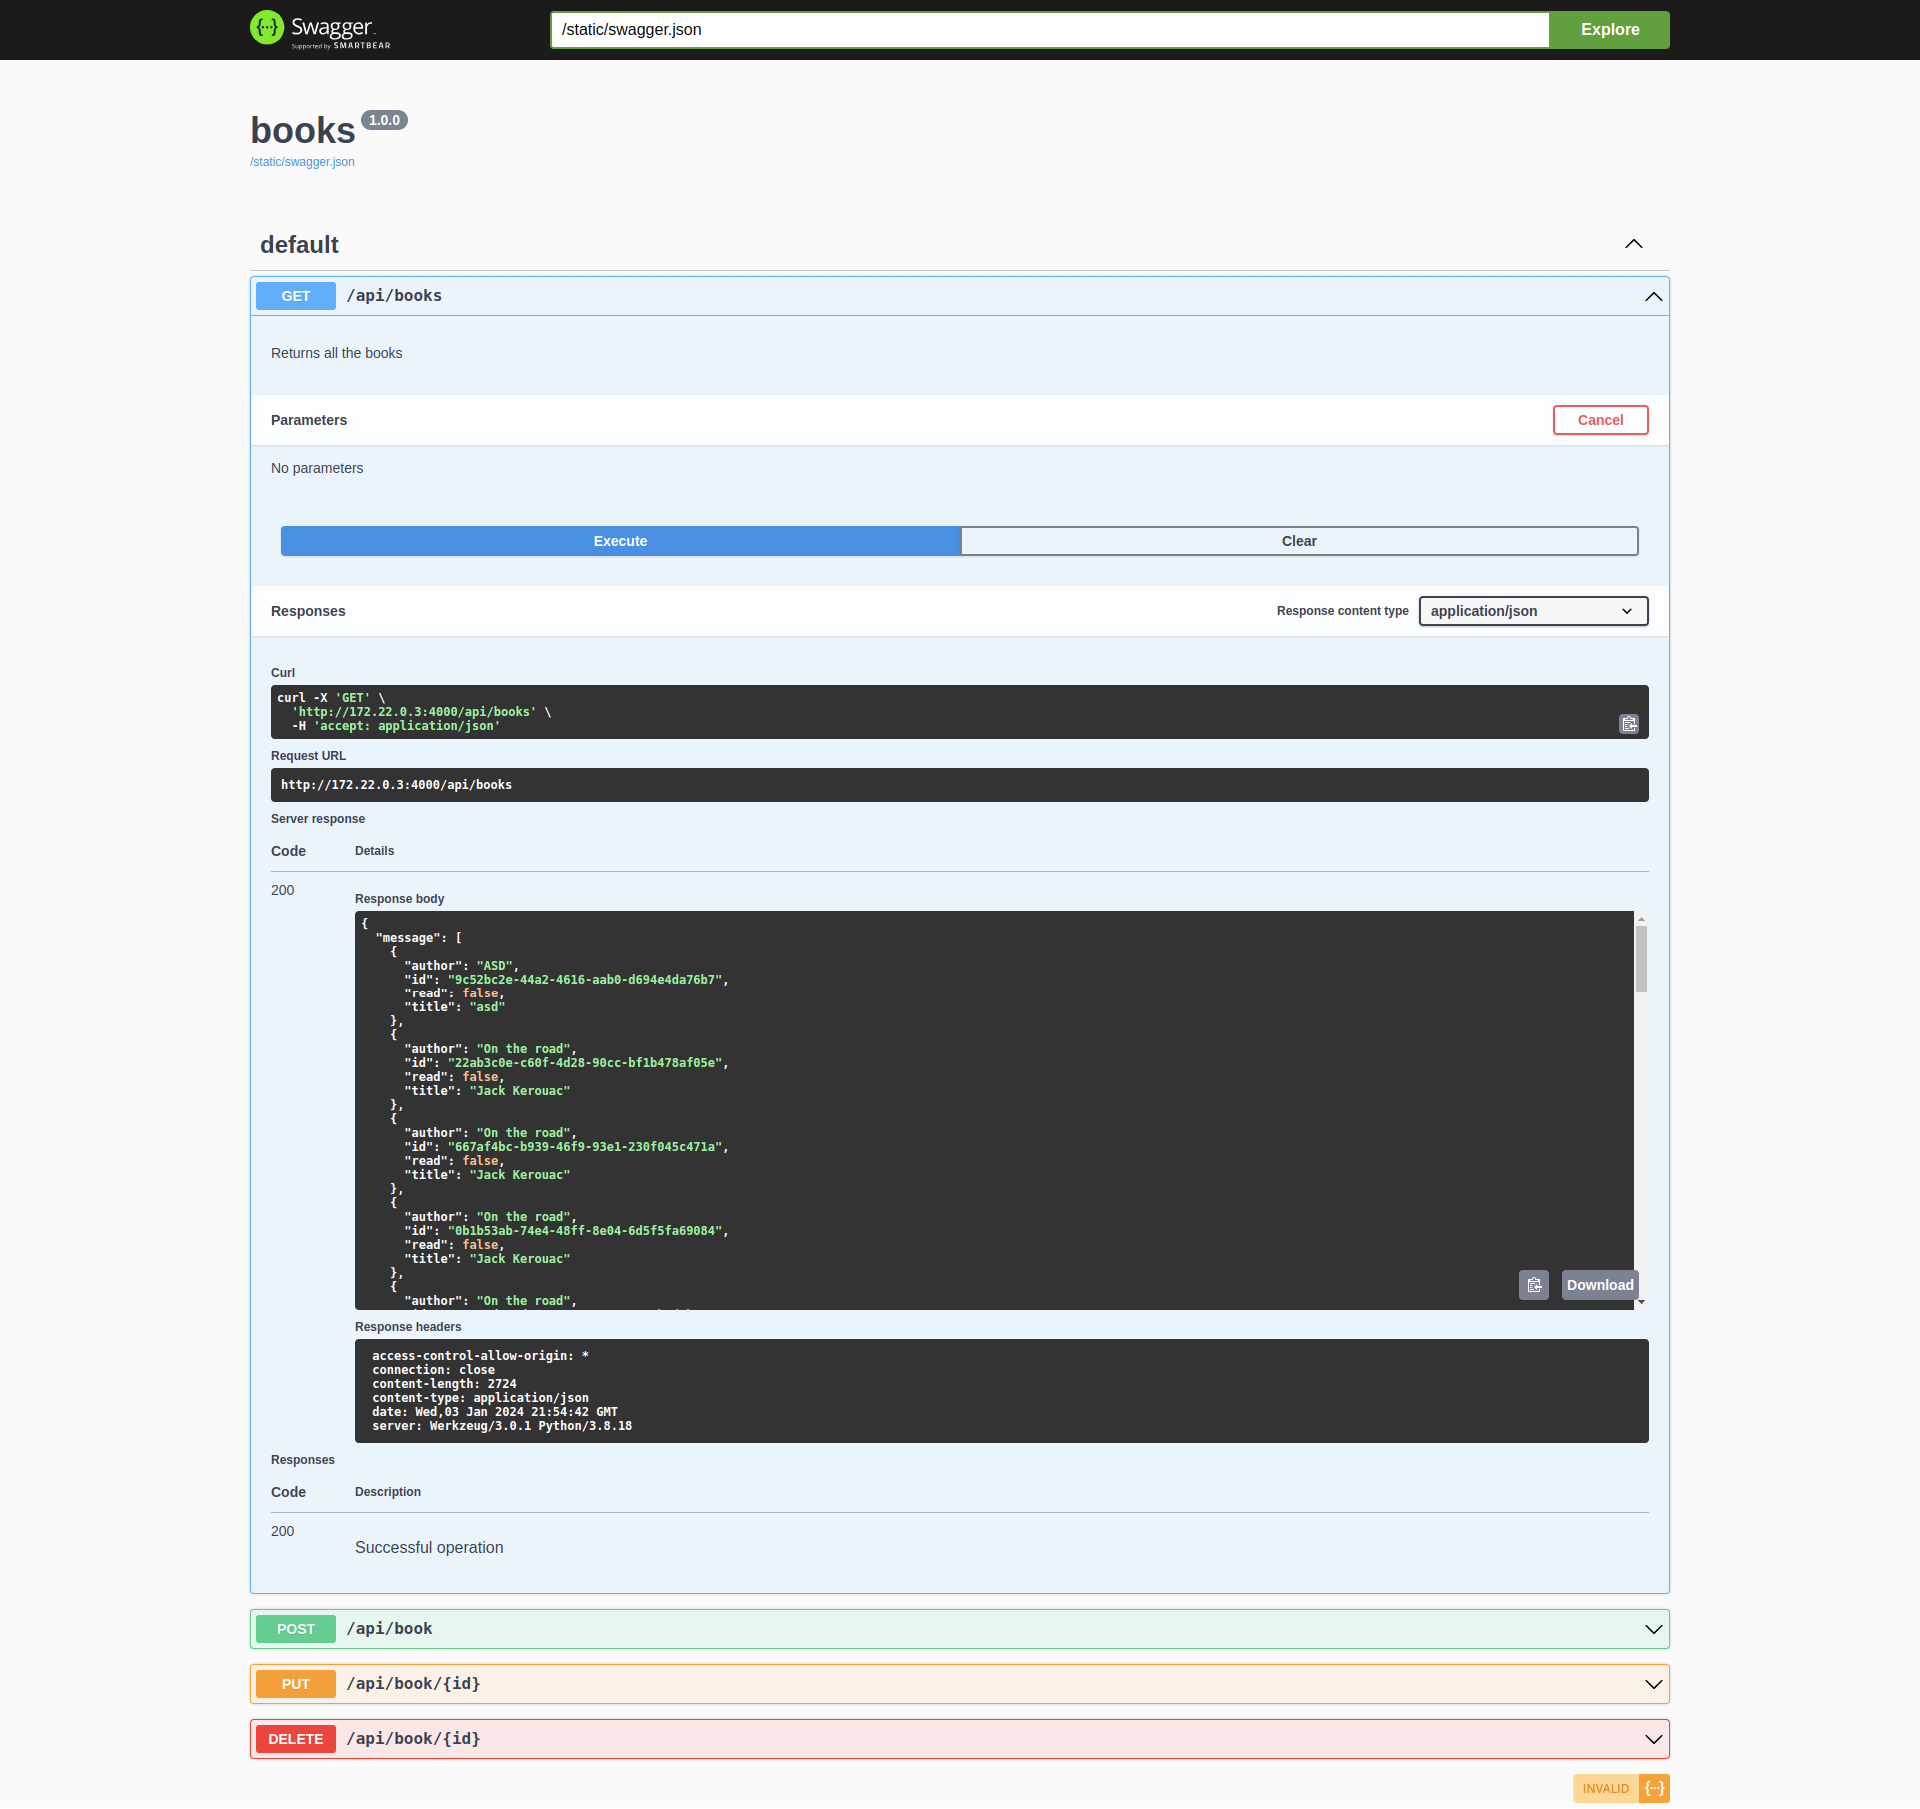 {···} Swagger
Supported by SMARTBEAR
/static/swagger.json
Explore
books 1.0.0
/static/swagger.json
default
GET /api/books
Returns all the books
Parameters
Cancel
No parameters
Execute
Clear
Responses
Response content type
application/json
Curl
curl -X 'GET' \
  'http://172.22.0.3:4000/api/books' \
  -H 'accept: application/json'
Request URL
http://172.22.0.3:4000/api/books
Server response
Code Details
200
Response body
{
  "message": [
    {
      "author": "ASD",
      "id": "9c52bc2e-44a2-4616-aab0-d694e4da76b7",
      "read": false,
      "title": "asd"
    },
    {
      "author": "On the road",
      "id": "22ab3c0e-c60f-4d28-90cc-bf1b478af05e",
      "read": false,
      "title": "Jack Kerouac"
    },
    {
      "author": "On the road",
      "id": "667af4bc-b939-46f9-93e1-230f045c471a",
      "read": false,
      "title": "Jack Kerouac"
    },
    {
      "author": "On the road",
      "id": "0b1b53ab-74e4-48ff-8e04-6d5f5fa69084",
      "read": false,
      "title": "Jack Kerouac"
    },
    {
      "author": "On the road",
Download
Response headers
access-control-allow-origin: *
connection: close
content-length: 2724
content-type: application/json
date: Wed,03 Jan 2024 21:54:42 GMT
server: Werkzeug/3.0.1 Python/3.8.18
Responses
Code Description
200
Successful operation
POST /api/book
PUT /api/book/{id}
DELETE /api/book/{id}
INVALID {···}